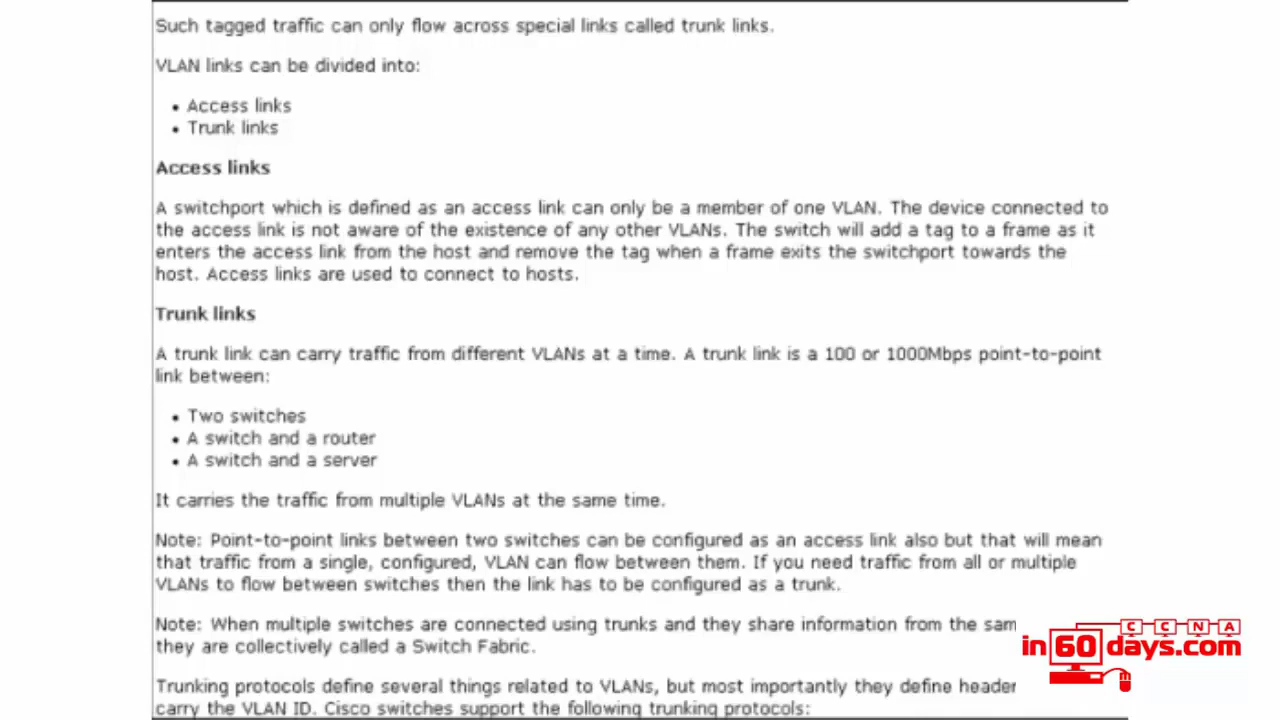 Such tagged traffic can only flow across special links called trunk links.
VLAN links can be divided into:
• Access links
• Trunk links
Access links
A switchport which is defined as an access link can only be a member of one VLAN. The device connected to
the access link is not aware of the existence of any other VLANs. The switch will add a tag to a frame as it
enters the access link from the host and remove the tag when a frame exits the switchport towards the
host. Access links are used to connect to hosts.
Trunk links
A trunk link can carry traffic from different VLANs at a time. A trunk link is a 100 or 1000Mbps point-to-point
link between:
• Two switches
• A switch and a router
• A switch and a server
It carries the traffic from multiple VLANs at the same time.
Note: Point-to-point links between two switches can be configured as an access link also but that will mean
that traffic from a single, configured, VLAN can flow between them. If you need traffic from all or multiple
VLANs to flow between switches then the link has to be configured as a trunk.
Note: When multiple switches are connected using trunks and they share information from the sam
they are collectively called a Switch Fabric.
Trunking protocols define several things related to VLANs, but most importantly they define header
carry the VLAN ID. Cisco switches support the following trunking protocols:
CCNA
in60days.com